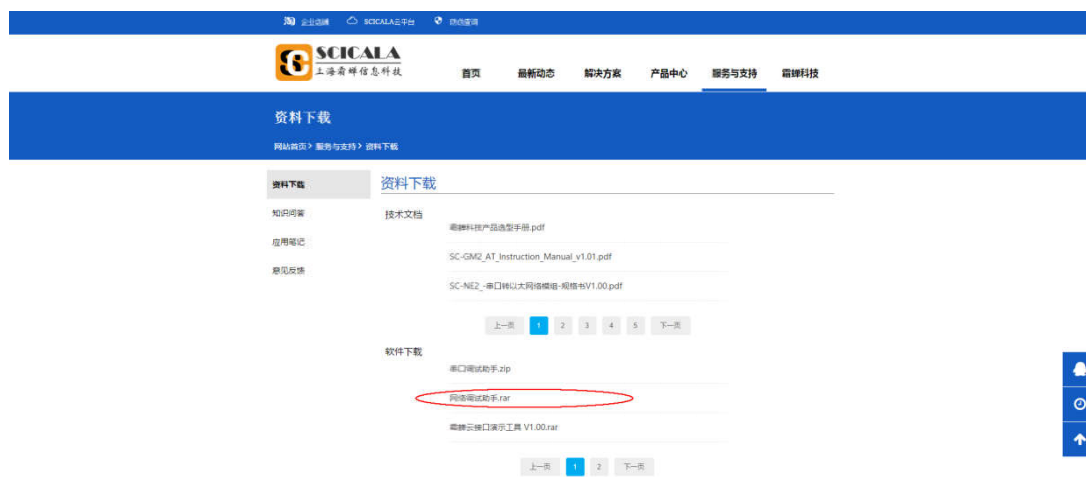 企业店铺 SCICALA云平台 防伪查询
SCICALA
上海霜蝉信息科技
首页 最新动态 解决方案 产品中心 服务与支持 霜蝉科技
资料下载
网站首页> 服务与支持> 资料下载
资料下载
知识问答
应用笔记
意见反馈
资料下载
技术文档
霜蝉科技产品选型手册.pdf
SC-GM2_AT_Instruction_Manual_v1.01.pdf
SC-NE2_-串口转以太网络模组-规格书V1.00.pdf
上一页 1 2 3 4 5 下一页
软件下载
串口调试助手.zip
网络调试助手.rar
霜蝉云接口演示工具 V1.00.rar
上一页 1 2 下一页